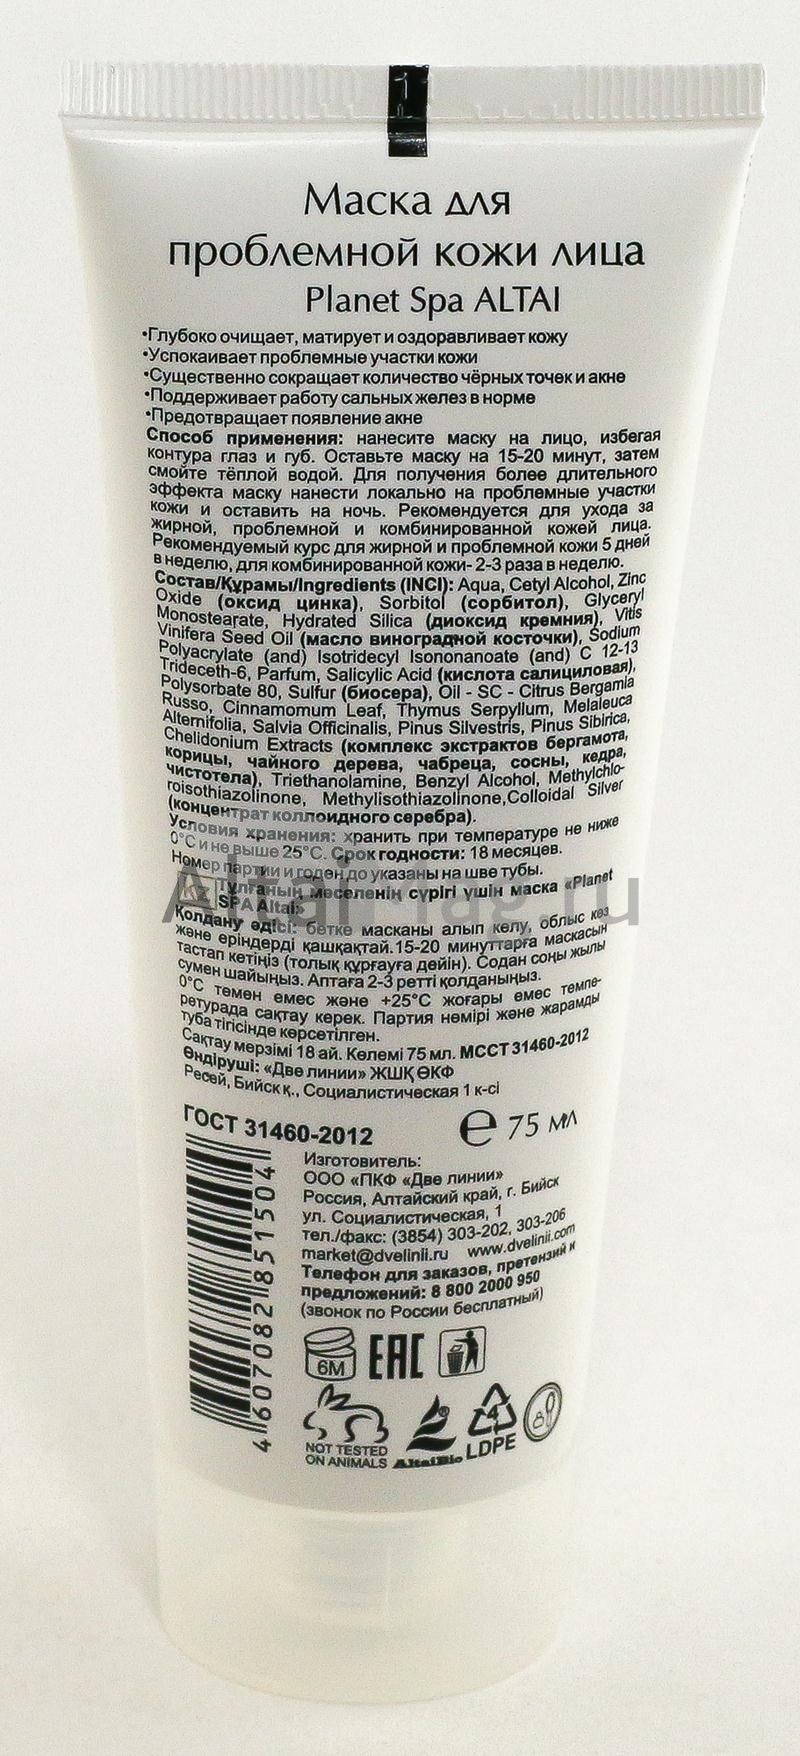 1
Маска для
проблемной кожи лица
Planet Spa ALTAI
•Глубоко очищает, матирует и оздоравливает кожу
•Успокаивает проблемные участки кожи
•Существенно сокращает количество чёрных точек и акне
•Поддерживает работу сальных желез в норме
•Предотвращает появление акне
Способ применения: нанесите маску на лицо, избегая
контура глаз и губ. Оставьте маску на 15-20 минут, затем
смойте тёплой водой. Для получения более длительного
эффекта маску нанести локально на проблемные участки
кожи и оставить на ночь. Рекомендуется для ухода за
жирной, проблемной и комбинированной кожей лица.
Рекомендуемый курс для жирной и проблемной кожи 5 дней
в неделю, для комбинированной кожи- 2-3 раза в неделю.
Состав/Құрамы/Ingredients (INCI): Aqua, Cetyl Alcohol, Zinc
Oxide (оксид цинка), Sorbitol (сорбитол), Glyceryl
Monostearate, Hydrated Silica (диоксид кремния), Vitis
Vinifera Seed Oil (масло виноградной косточки), Sodium
Polyacrylate (and) Isotridecyl Isononanoate (and) C 12-13
Trideceth-6, Parfum, Salicylic Acid (кислота салициловая),
Polysorbate 80, Sulfur (биосера), Oil - SC - Citrus Bergamia
Russo, Cinnamomum Leaf, Thymus Serpyllum, Melaleuca
Alternifolia, Salvia Officinalis, Pinus Silvestris, Pinus Sibirica,
Chelidonium Extracts (комплекс экстрактов бергамота,
корицы, чайного дерева, чабреца, сосны, кедра,
чистотела), Triethanolamine, Benzyl Alcohol, Methylchlo-
roisothiazolinone, Methylisothiazolinone,Colloidal Silver
(концентрат коллоидного серебра).
Условия хранения: хранить при температуре не ниже
0°С и не выше 25°С. Срок годности: 18 месяцев.
Номер партии и годен до указаны на шве тубы.
KZ Тұлғаның мәселенің сүрігі үшін маска «Planet
SPA Altai»
Қолдану әдісі: бетке масканы алып келу, облыс көз
және еріндерді қашқақтай.15-20 минуттарға маскасын
тастап кетіңіз (толық құрғауға дейін). Содан соңы жылы
сумен шайыңыз. Аптаға 2-3 ретті қолданыңыз.
0°С төмен емес және +25°С жоғары емес темпе-
ретурада сақтау керек. Партия немірі және жарамды
туба тігісінде көрсетілген.
Сақтау мерзімі 18 ай. Көлемі 75 мл. МССТ 31460-2012
Өндіруші: «Две линии» ЖШҚ ӨКФ
Ресей, Бийск қ., Социалистическая 1 к-сі
ГОСТ 31460-2012
e 75 мл
Изготовитель:
ООО «ПКФ «Две линии»
Россия, Алтайский край, г. Бийск
ул. Социалистическая, 1
тел./факс: (3854) 303-202, 303-206
market@dvelinii.ru www.dvelinii.com
Телефон для заказов, претензий и
предложений: 8 800 2000 950
(звонок по России бесплатный)
4 607082 851504
6M EAC
NOT TESTED
ON ANIMALS
AltaiBio
4
LDPE